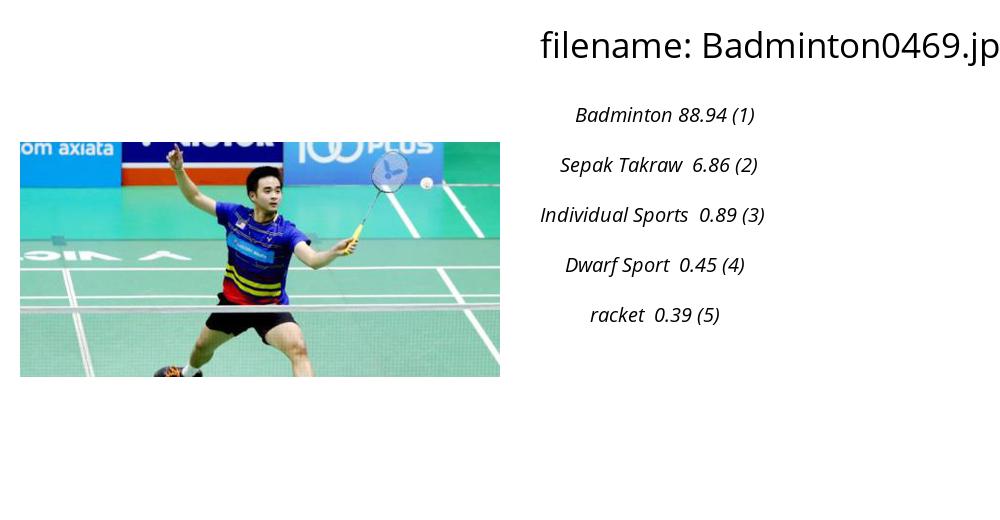 filename: Badminton0469.jp
Badminton 88.94 (1)
Sepak Takraw 6.86 (2)
Individual Sports 0.89 (3)
Dwarf Sport 0.45 (4)
racket 0.39 (5)
om axiata
100PLUS